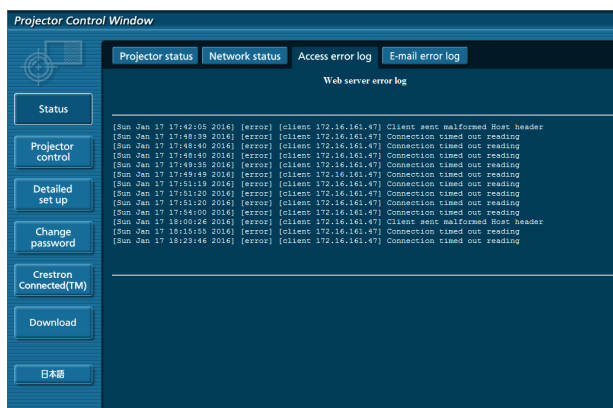 Projector Control Window
Projector status Network status Access error log E-mail error log
Web server error log
Status
Projector control
Detailed set up
Change password
Crestron Connected(TM)
Download
日本語
[Sun Jan 17 17:42:05 2016] [error] [client 172.16.161.47] Client sent malformed Host header
[Sun Jan 17 17:48:39 2016] [error] [client 172.16.161.47] Connection timed out reading
[Sun Jan 17 17:48:40 2016] [error] [client 172.16.161.47] Connection timed out reading
[Sun Jan 17 17:48:40 2016] [error] [client 172.16.161.47] Connection timed out reading
[Sun Jan 17 17:49:35 2016] [error] [client 172.16.161.47] Connection timed out reading
[Sun Jan 17 17:49:49 2016] [error] [client 172.16.161.47] Connection timed out reading
[Sun Jan 17 17:51:19 2016] [error] [client 172.16.161.47] Connection timed out reading
[Sun Jan 17 17:51:20 2016] [error] [client 172.16.161.47] Connection timed out reading
[Sun Jan 17 17:51:20 2016] [error] [client 172.16.161.47] Connection timed out reading
[Sun Jan 17 17:54:00 2016] [error] [client 172.16.161.47] Connection timed out reading
[Sun Jan 17 18:00:26 2016] [error] [client 172.16.161.47] Client sent malformed Host header
[Sun Jan 17 18:15:55 2016] [error] [client 172.16.161.47] Connection timed out reading
[Sun Jan 17 18:23:46 2016] [error] [client 172.16.161.47] Connection timed out reading